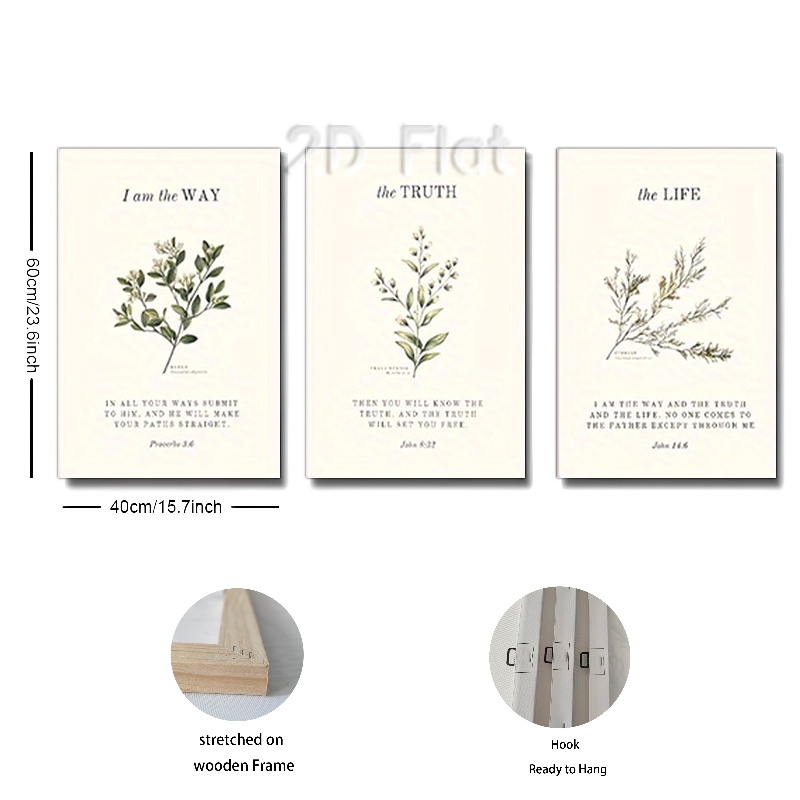 2D Flat
I am the WAY
IN ALL YOUR WAYS SUBMIT
TO HIM, AND HE WILL MAKE
YOUR PATHS STRAIGHT.
Proverbs 3:6
the TRUTH
THEN YOU WILL KNOW THE
TRUTH, AND THE TRUTH
WILL SET YOU FREE.
John 8:32
the LIFE
I AM THE WAY AND THE TRUTH
AND THE LIFE. NO ONE COMES TO
THE FATHER EXCEPT THROUGH ME
John 14:6
60cm/23.6inch
40cm/15.7inch
stretched on
wooden Frame
Hook
Ready to Hang